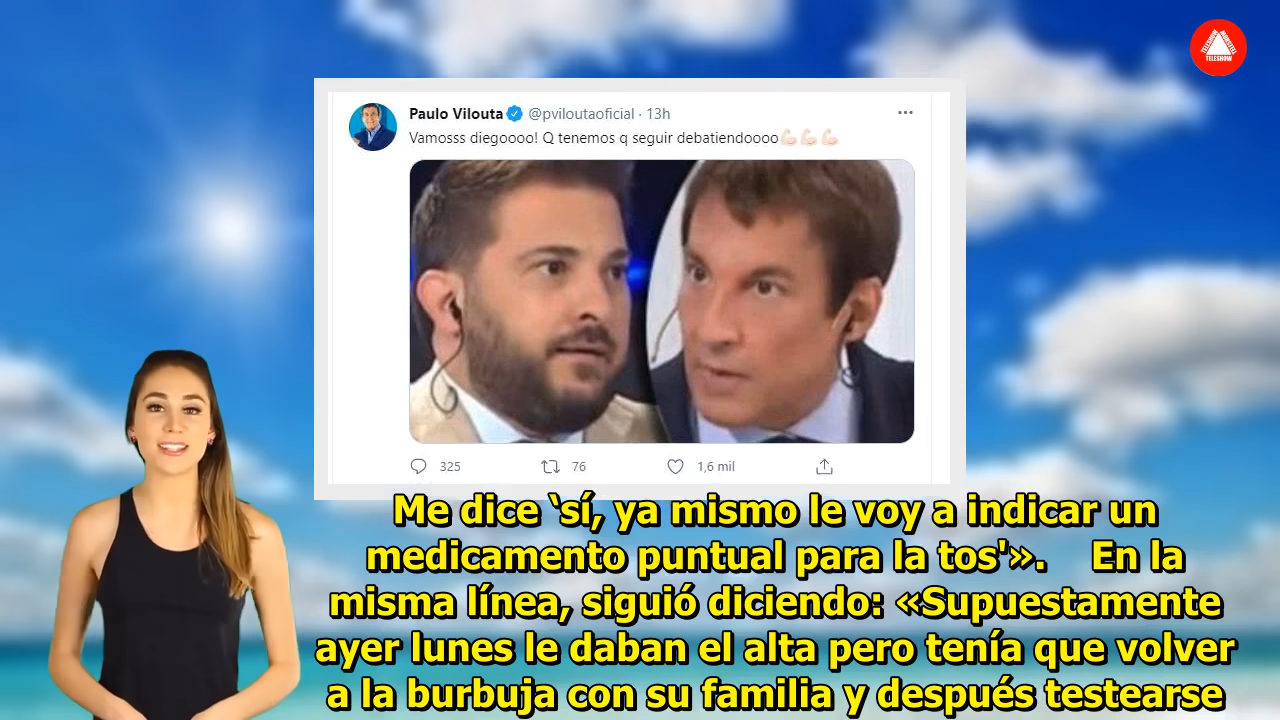 Paulo Vilouta @pviloutaoficial · 13h
Vamosss diegoooo! Q tenemos q seguir debatiendoooo💪🏻💪🏻💪🏻
325 76 1,6 mil
TELESHOW
Me dice ‘sí, ya mismo le voy a indicar un
medicamento puntual para la tos'». En la
misma línea, siguió diciendo: «Supuestamente
ayer lunes le daban el alta pero tenía que volver
a la burbuja con su familia y después testearse